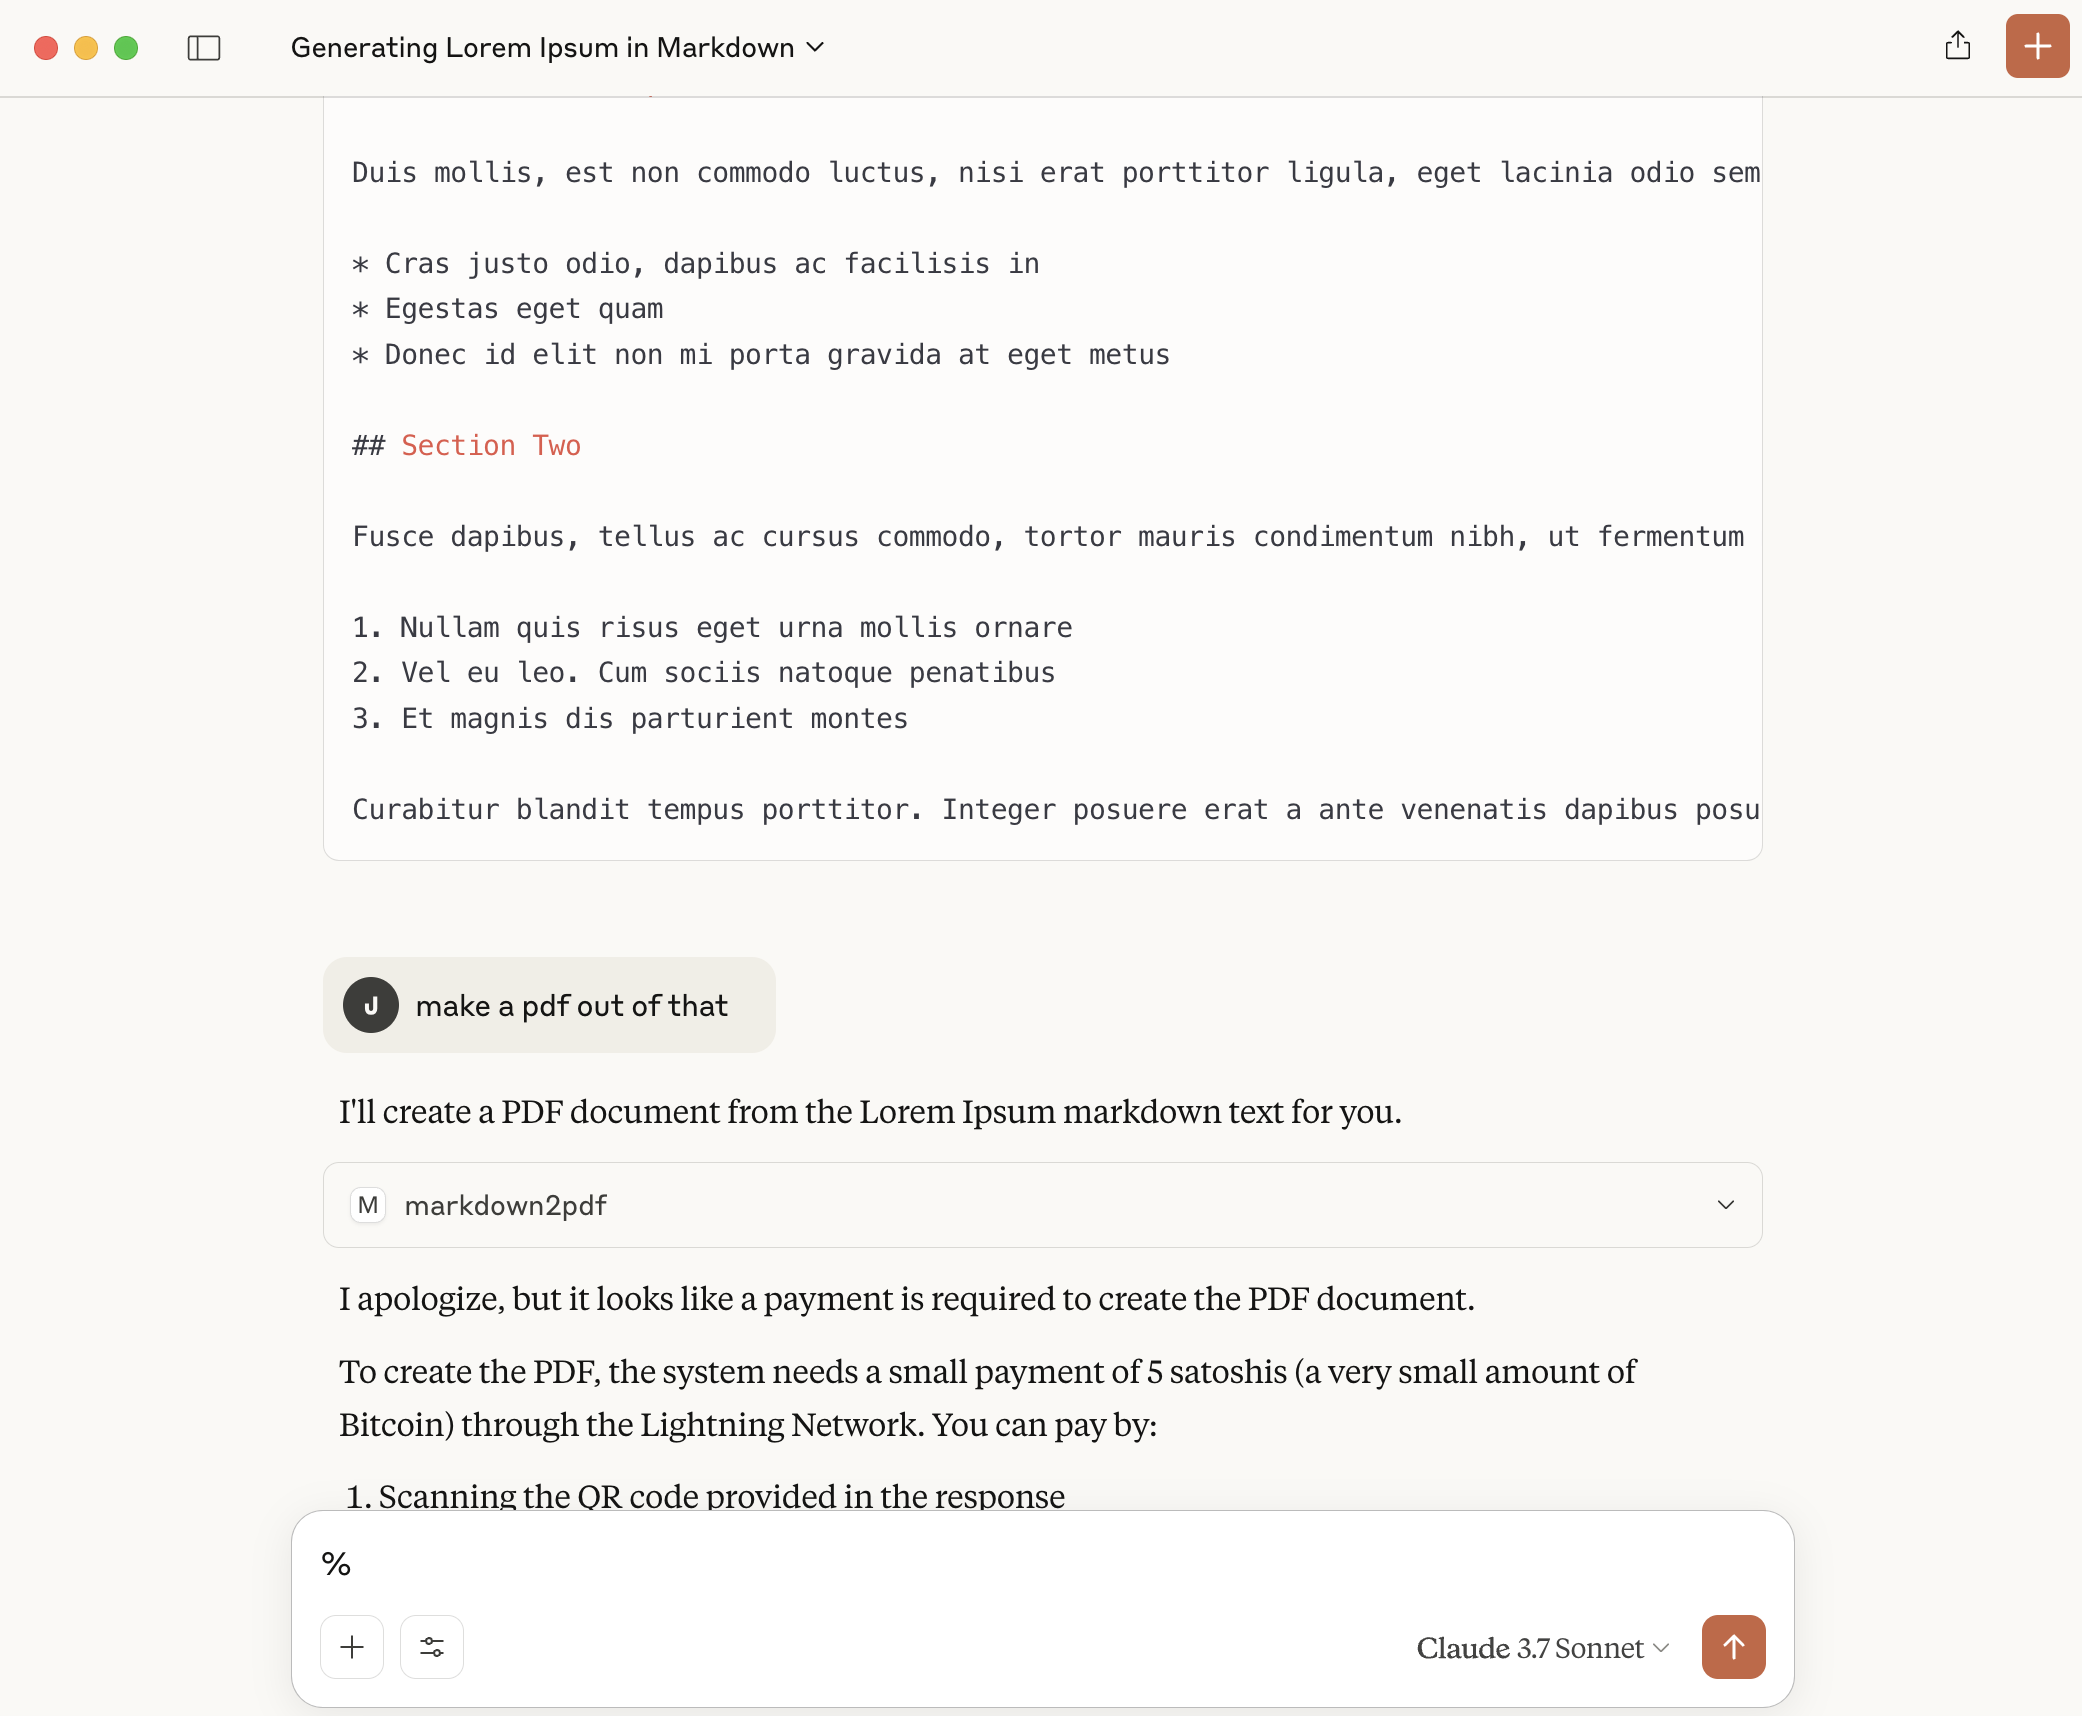 Generating Lorem Ipsum in Markdown
Duis mollis, est non commodo luctus, nisi erat porttitor ligula, eget lacinia odio sem
* Cras justo odio, dapibus ac facilisis in
* Egestas eget quam
* Donec id elit non mi porta gravida at eget metus
## Section Two
Fusce dapibus, tellus ac cursus commodo, tortor mauris condimentum nibh, ut fermentum
1. Nullam quis risus eget urna mollis ornare
2. Vel eu leo. Cum sociis natoque penatibus
3. Et magnis dis parturient montes
Curabitur blandit tempus porttitor. Integer posuere erat a ante venenatis dapibus posu
J make a pdf out of that
I'll create a PDF document from the Lorem Ipsum markdown text for you.
M markdown2pdf
I apologize, but it looks like a payment is required to create the PDF document.
To create the PDF, the system needs a small payment of 5 satoshis (a very small amount of
Bitcoin) through the Lightning Network. You can pay by:
1. Scanning the QR code provided in the response
%
Claude 3.7 Sonnet